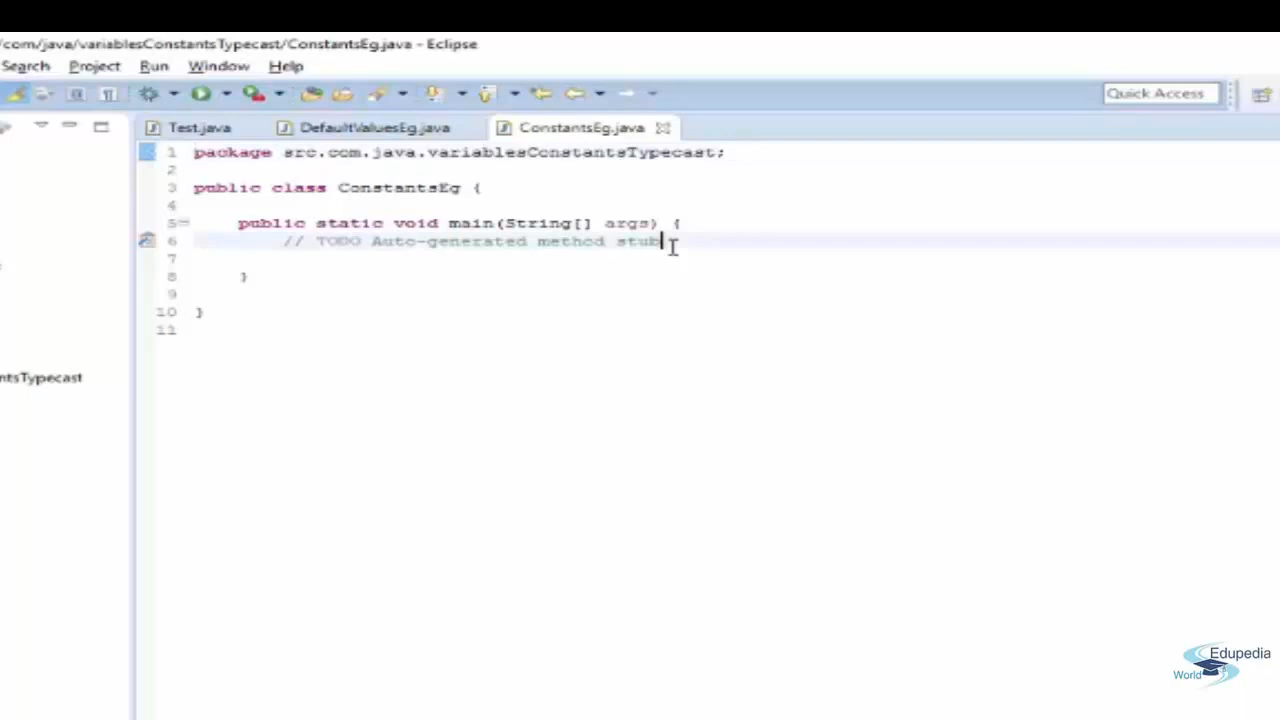 /com/java/variablesConstantsTypecast/ConstantsEg.java - Eclipse
Search Project Run Window Help
Quick Access
Test.java DefaultValuesEg.java ConstantsEg.java
1 package src.com.java.variablesConstantsTypecast;
2
3 public class ConstantsEg {
4
5 public static void main(String[] args) {
6 // TODO Auto-generated method stub
7
8 }
9
10 }
11
ntsTypecast
Edupedia
World